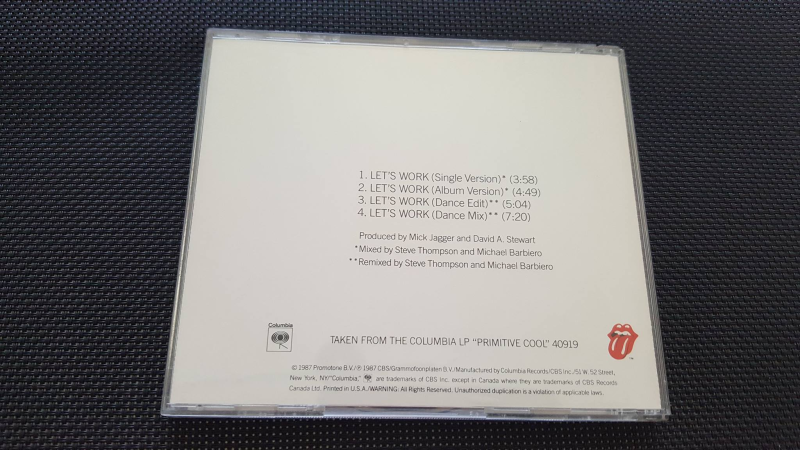 1. LET'S WORK (Single Version)* (3:58)
2. LET'S WORK (Album Version)* (4:49)
3. LET'S WORK (Dance Edit)** (5:04)
4. LET'S WORK (Dance Mix)** (7:20)
Produced by Mick Jagger and David A. Stewart
*Mixed by Steve Thompson and Michael Barbiero
**Remixed by Steve Thompson and Michael Barbiero
Columbia
TAKEN FROM THE COLUMBIA LP "PRIMITIVE COOL" 40919
TM
© 1987 Promotone B.V./℗ 1987 CBS/Grammofoonplaten B.V./Manufactured by Columbia Records/CBS Inc./51 W. 52 Street,
New York, NY/"Columbia," are trademarks of CBS Inc. except in Canada where they are trademarks of CBS Records
Canada Ltd. Printed in U.S.A./WARNING: All Rights Reserved. Unauthorized duplication is a violation of applicable laws.